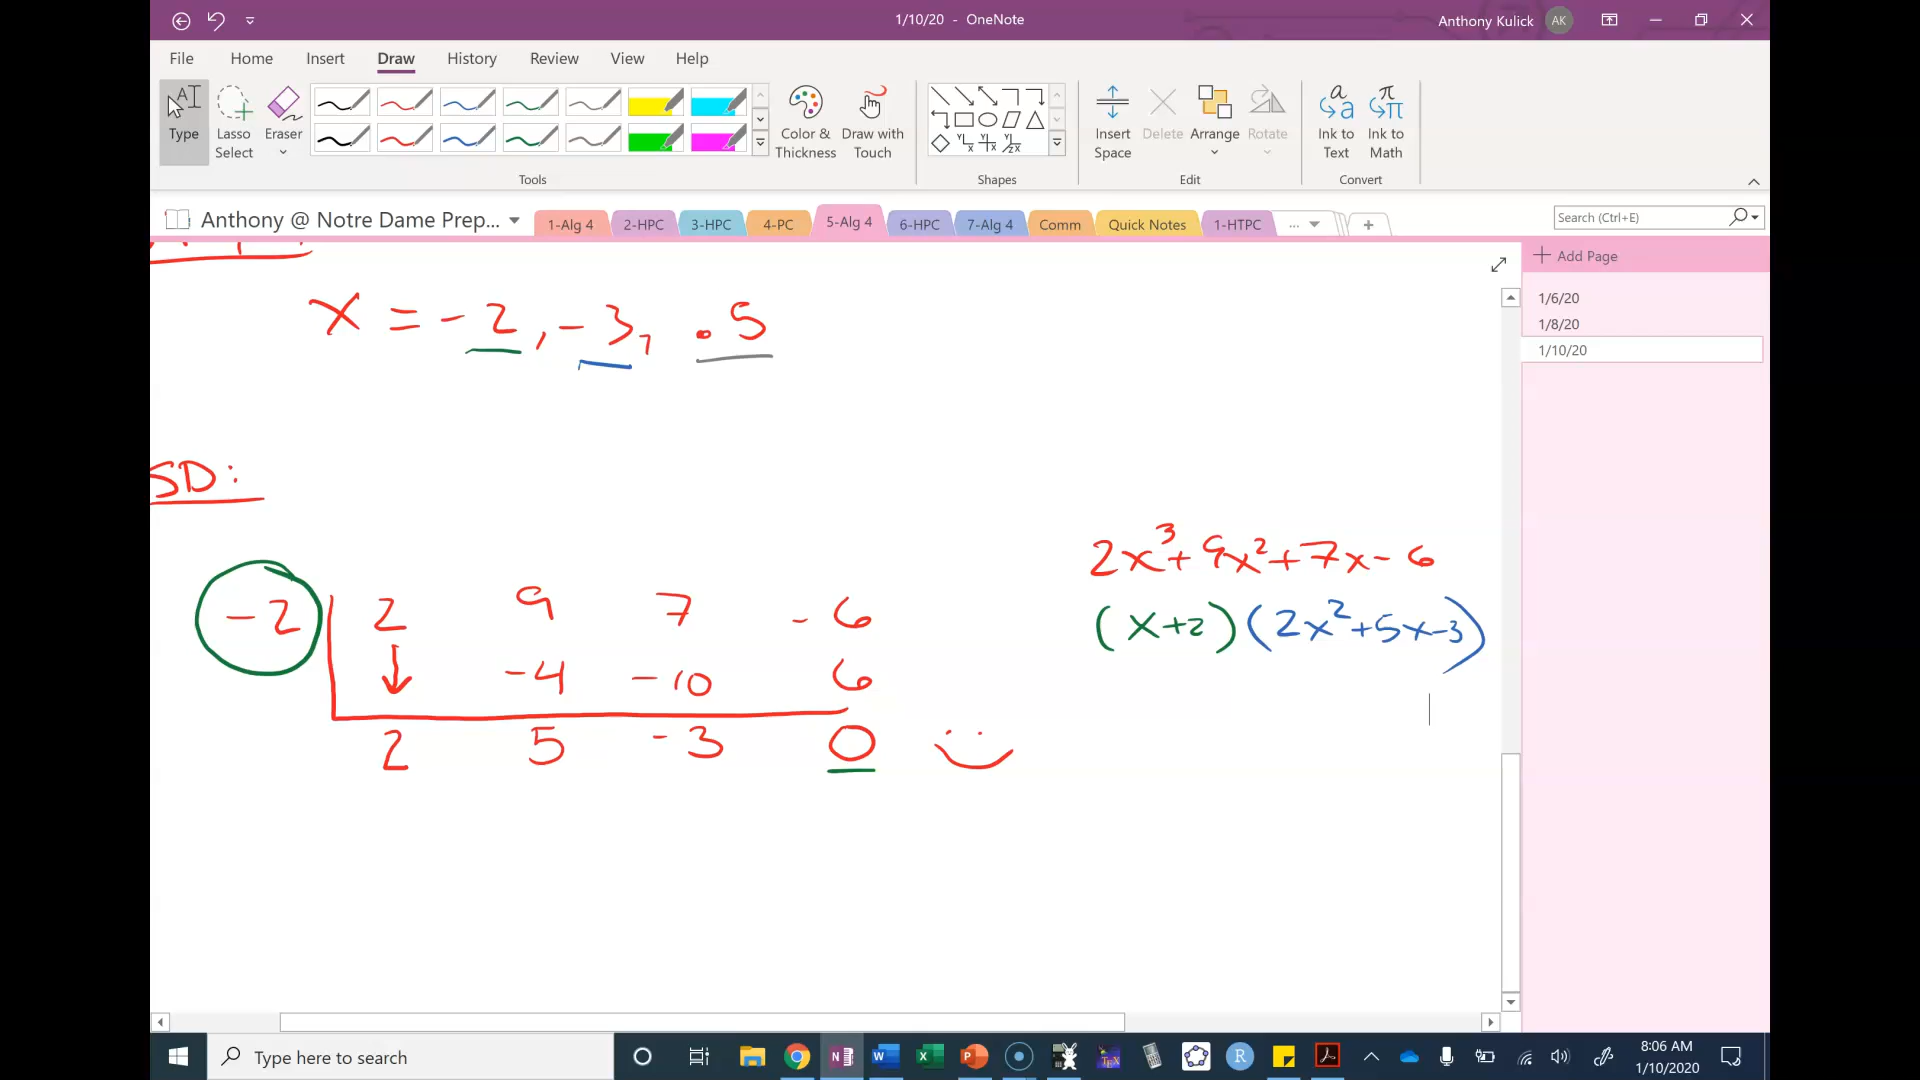 1/10/20 - OneNote
Anthony Kulick AK
File Home Insert Draw History Review View Help
Type
Lasso Select
Eraser
Color & Thickness
Draw with Touch
Insert Space
Delete
Arrange
Rotate
Ink to Text
Ink to Math
Tools Shapes Edit Convert
Anthony @ Notre Dame Prep...
1-Alg 4 2-HPC 3-HPC 4-PC 5-Alg 4 6-HPC 7-Alg 4 Comm Quick Notes 1-HTPC ... +
Search (Ctrl+E)
Add Page
1/6/20
1/8/20
1/10/20
x = -2, -3, .5
SD:
2x³+9x²+7x-6
(x+2)(2x²+5x-3)
-2 2 9 7 -6
-4 -10 6
2 5 -3 0
Type here to search
8:06 AM
1/10/2020